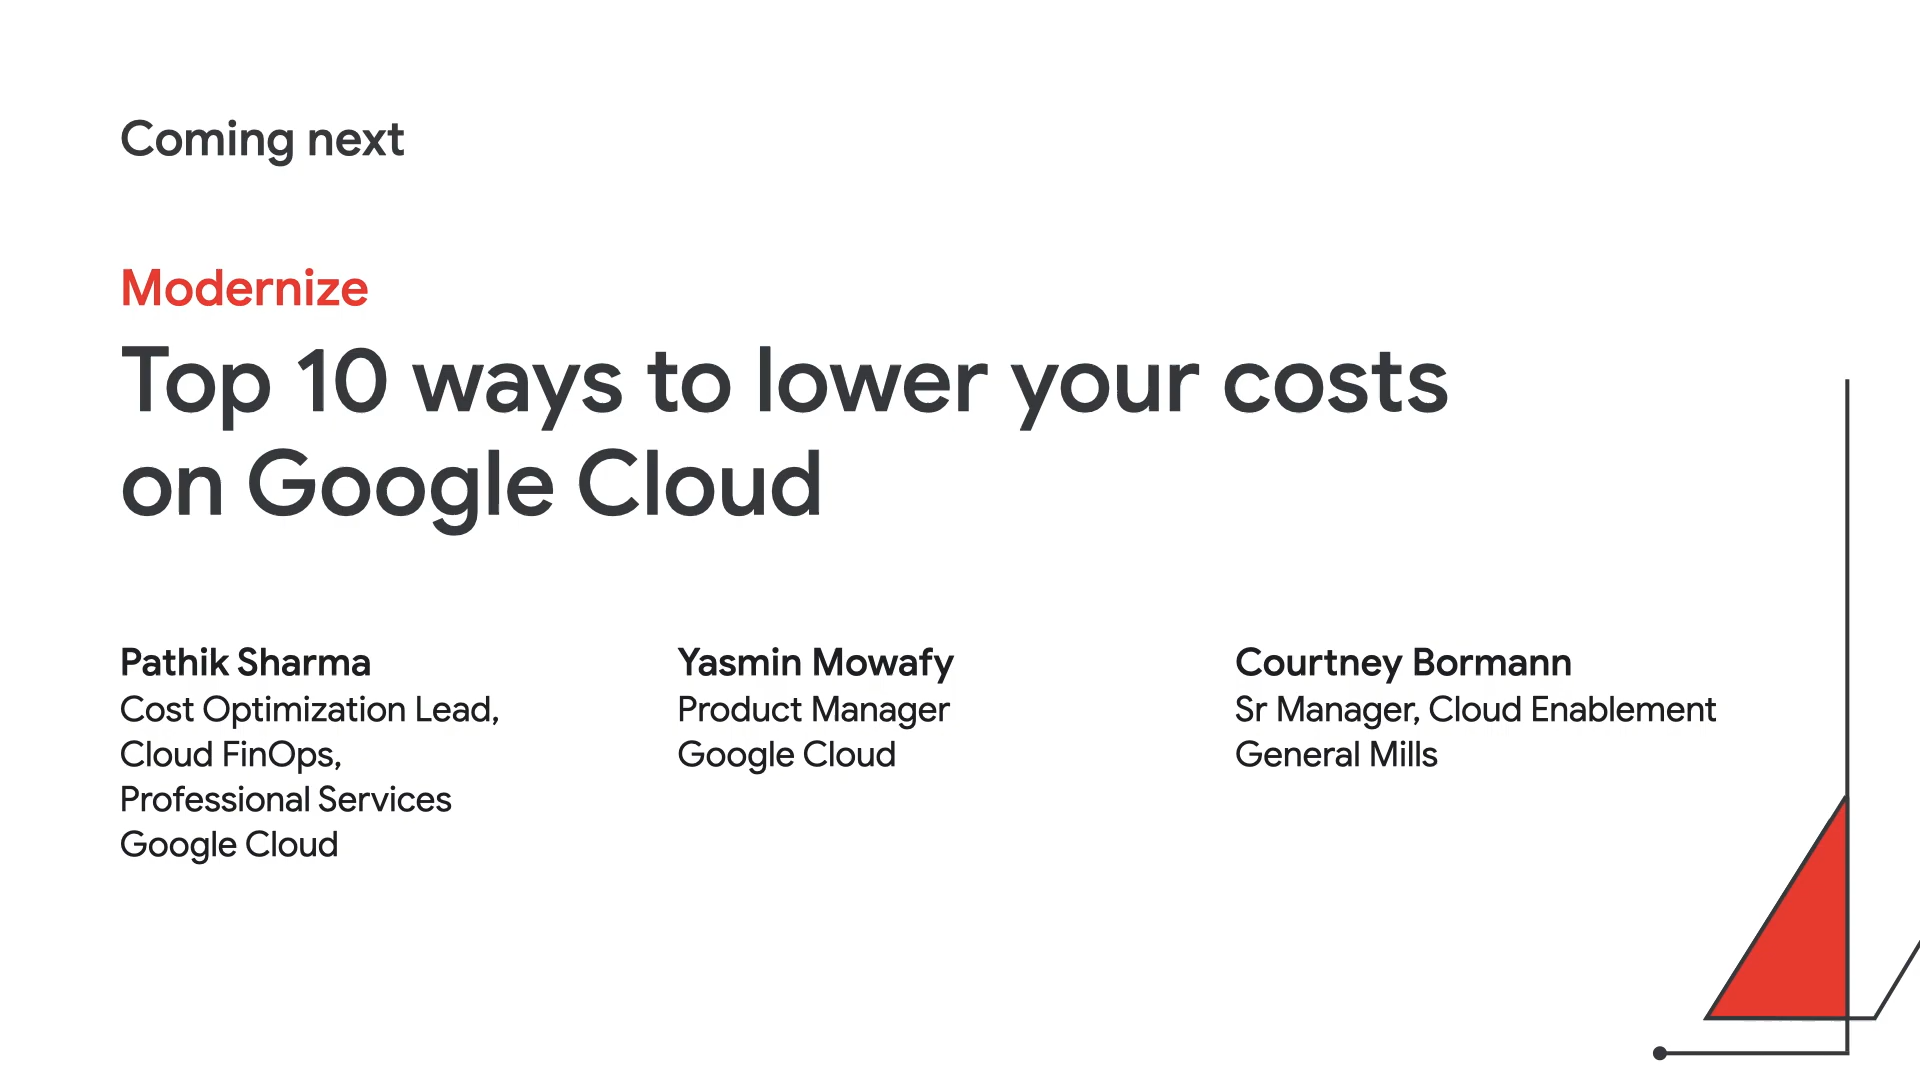 Coming next
Modernize
Top 10 ways to lower your costs
on Google Cloud
Pathik Sharma
Cost Optimization Lead,
Cloud FinOps,
Professional Services
Google Cloud
Yasmin Mowafy
Product Manager
Google Cloud
Courtney Bormann
Sr Manager, Cloud Enablement
General Mills